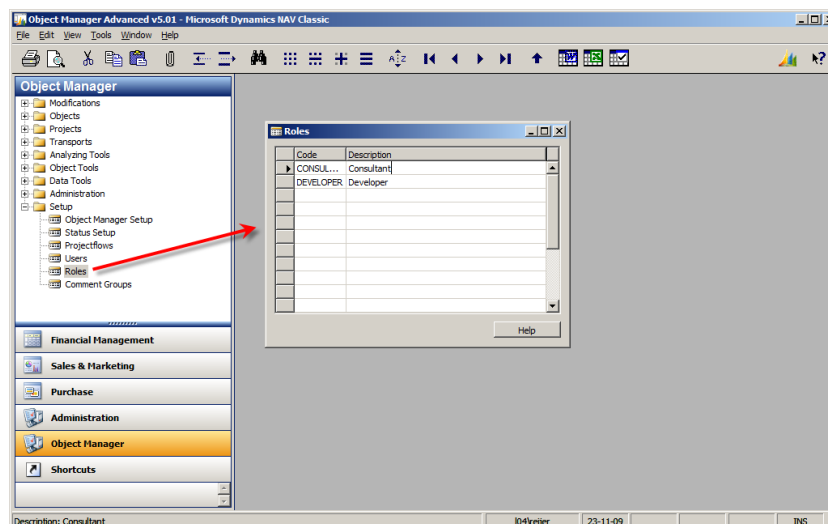 Object Manager Advanced v5.01 - Microsoft Dynamics NAV Classic
File Edit View Tools Window Help
Object Manager
Modifications
Objects
Projects
Transports
Analyzing Tools
Object Tools
Data Tools
Administration
Setup
Object Manager Setup
Status Setup
Projectflows
Users
Roles
Comment Groups
Financial Management
Sales & Marketing
Purchase
Administration
Object Manager
Shortcuts
Roles
Code Description
CONSUL... Consultant
DEVELOPER Developer
Help
Description: Consultant l04\reijer 23-11-09 INS